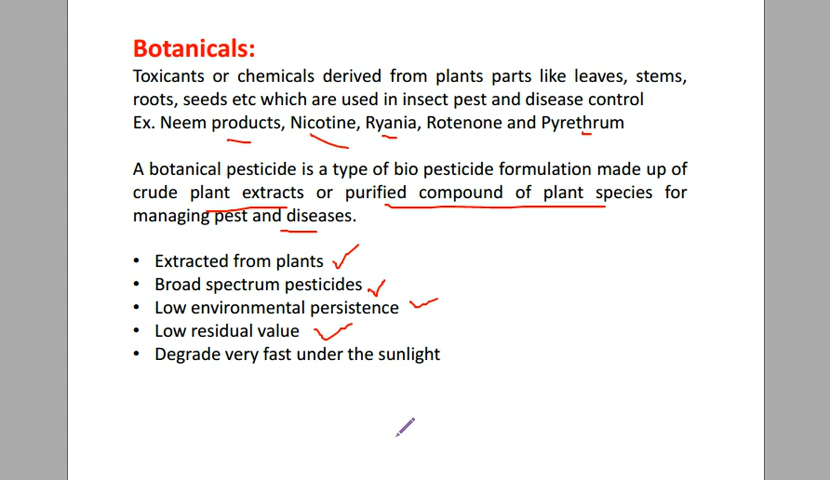 Botanicals:
Toxicants or chemicals derived from plants parts like leaves, stems,
roots, seeds etc which are used in insect pest and disease control
Ex. Neem products, Nicotine, Ryania, Rotenone and Pyrethrum
A botanical pesticide is a type of bio pesticide formulation made up of
crude plant extracts or purified compound of plant species for
managing pest and diseases.
• Extracted from plants
• Broad spectrum pesticides
• Low environmental persistence
• Low residual value
• Degrade very fast under the sunlight